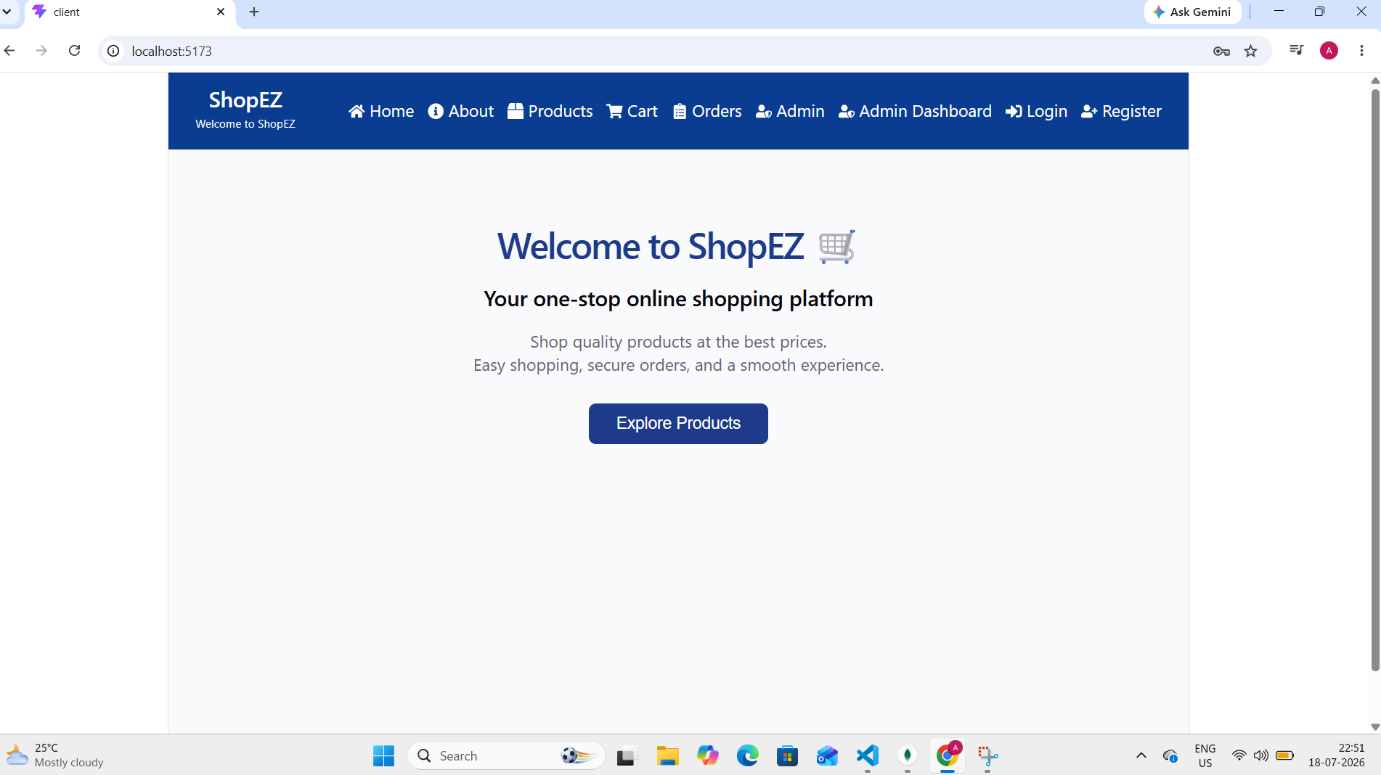 client
Ask Gemini
localhost:5173
A
ShopEZ
Welcome to ShopEZ
Home About Products Cart Orders Admin Admin Dashboard Login Register
Welcome to ShopEZ
Your one-stop online shopping platform
Shop quality products at the best prices.
Easy shopping, secure orders, and a smooth experience.
Explore Products
25°C
Mostly cloudy
Search
A
ENG
US
22:51
18-07-2026